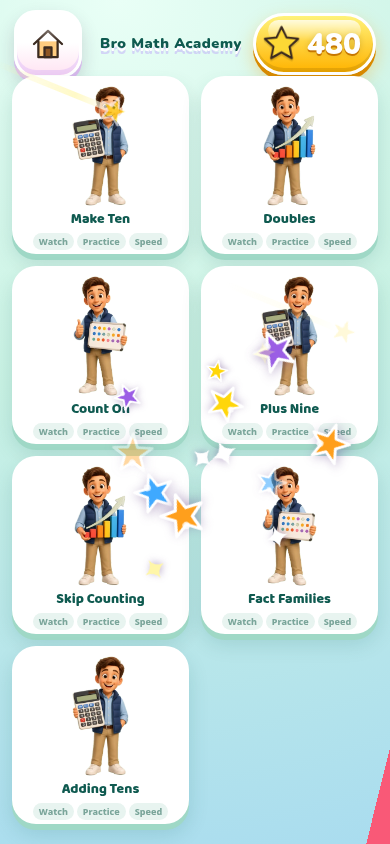 Bro Math Academy
480
Make Ten
Watch Practice Speed
Doubles
Watch Practice Speed
Count On
Watch Practice Speed
Plus Nine
Watch Practice Speed
Skip Counting
Watch Practice Speed
Fact Families
Watch Practice Speed
Adding Tens
Watch Practice Speed